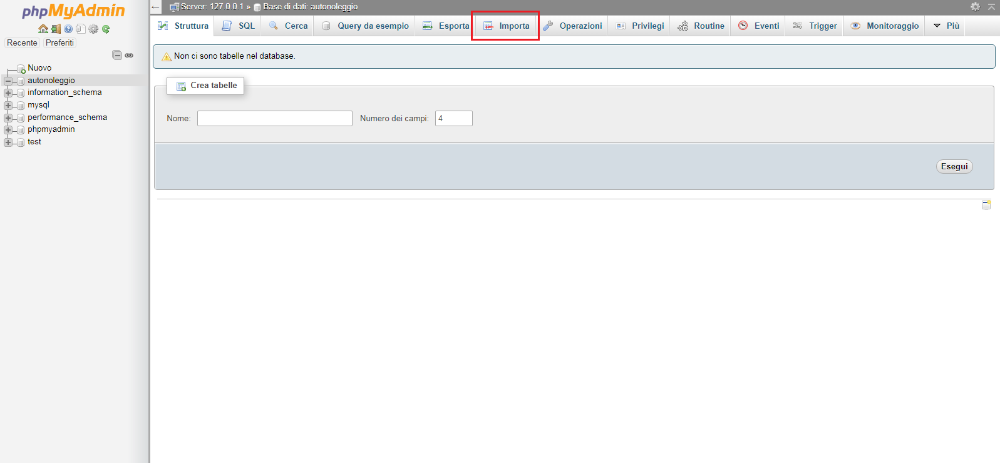 phpMyAdmin
Recente Preferiti
Nuovo
autonoleggio
information_schema
mysql
performance_schema
phpmyadmin
test
Server: 127.0.0.1 » Base di dati: autonoleggio
Struttura SQL Cerca Query da esempio Esporta Importa Operazioni Privilegi Routine Eventi Trigger Monitoraggio Più
Non ci sono tabelle nel database.
Crea tabelle
Nome: Numero dei campi: 4
Esegui